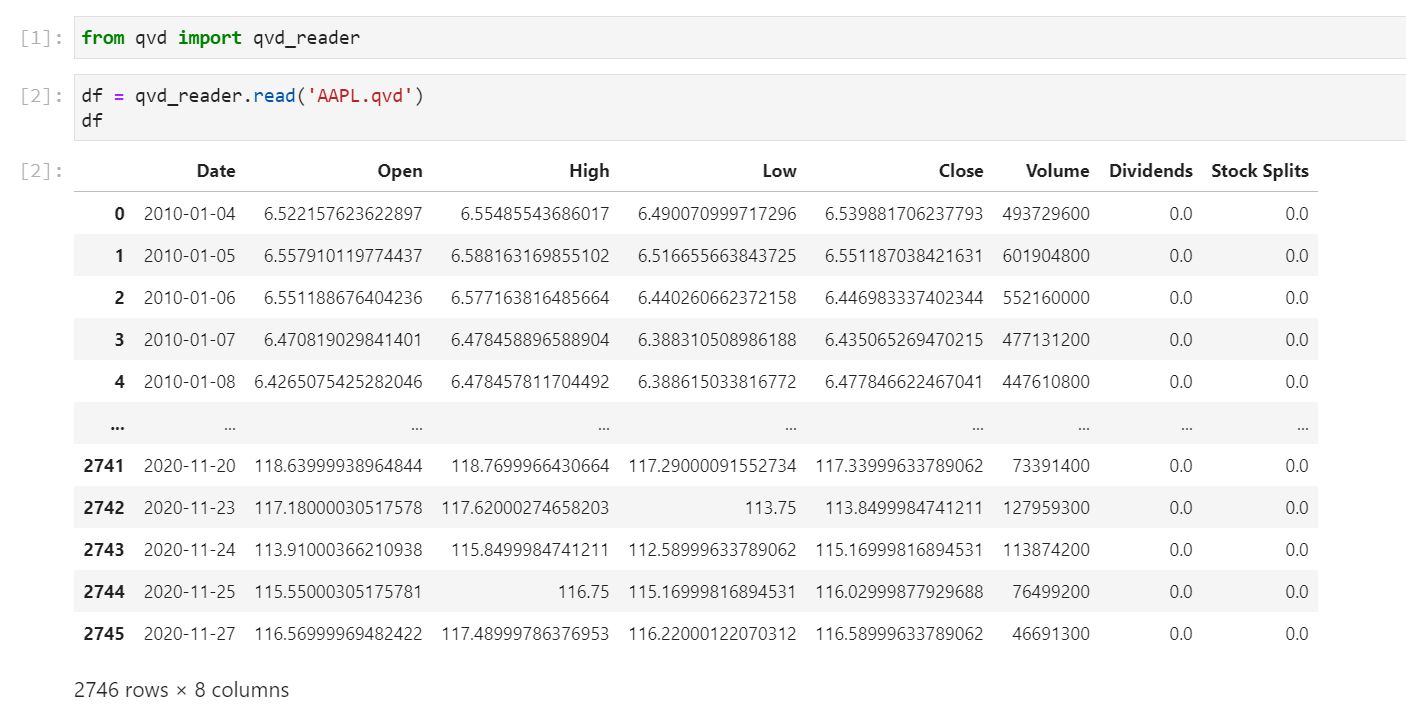 [1]: from qvd import qvd_reader
[2]: df = qvd_reader.read('AAPL.qvd')
df
[2]: Date Open High Low Close Volume Dividends Stock Splits
0 2010-01-04 6.522157623622897 6.55485543686017 6.490070999717296 6.539881706237793 493729600 0.0 0.0
1 2010-01-05 6.557910119774437 6.588163169855102 6.516655663843725 6.551187038421631 601904800 0.0 0.0
2 2010-01-06 6.551188676404236 6.577163816485664 6.440260662372158 6.446983337402344 552160000 0.0 0.0
3 2010-01-07 6.470819029841401 6.478458896588904 6.388310508986188 6.435065269470215 477131200 0.0 0.0
4 2010-01-08 6.4265075425282046 6.478457811704492 6.388615033816772 6.477846622467041 447610800 0.0 0.0
... ... ... ... ... ... ... ... ...
2741 2020-11-20 118.63999938964844 118.7699966430664 117.29000091552734 117.33999633789062 73391400 0.0 0.0
2742 2020-11-23 117.18000030517578 117.62000274658203 113.75 113.8499984741211 127959300 0.0 0.0
2743 2020-11-24 113.91000366210938 115.8499984741211 112.58999633789062 115.16999816894531 113874200 0.0 0.0
2744 2020-11-25 115.55000305175781 116.75 115.16999816894531 116.02999877929688 76499200 0.0 0.0
2745 2020-11-27 116.56999969482422 117.48999786376953 116.22000122070312 116.58999633789062 46691300 0.0 0.0
2746 rows × 8 columns